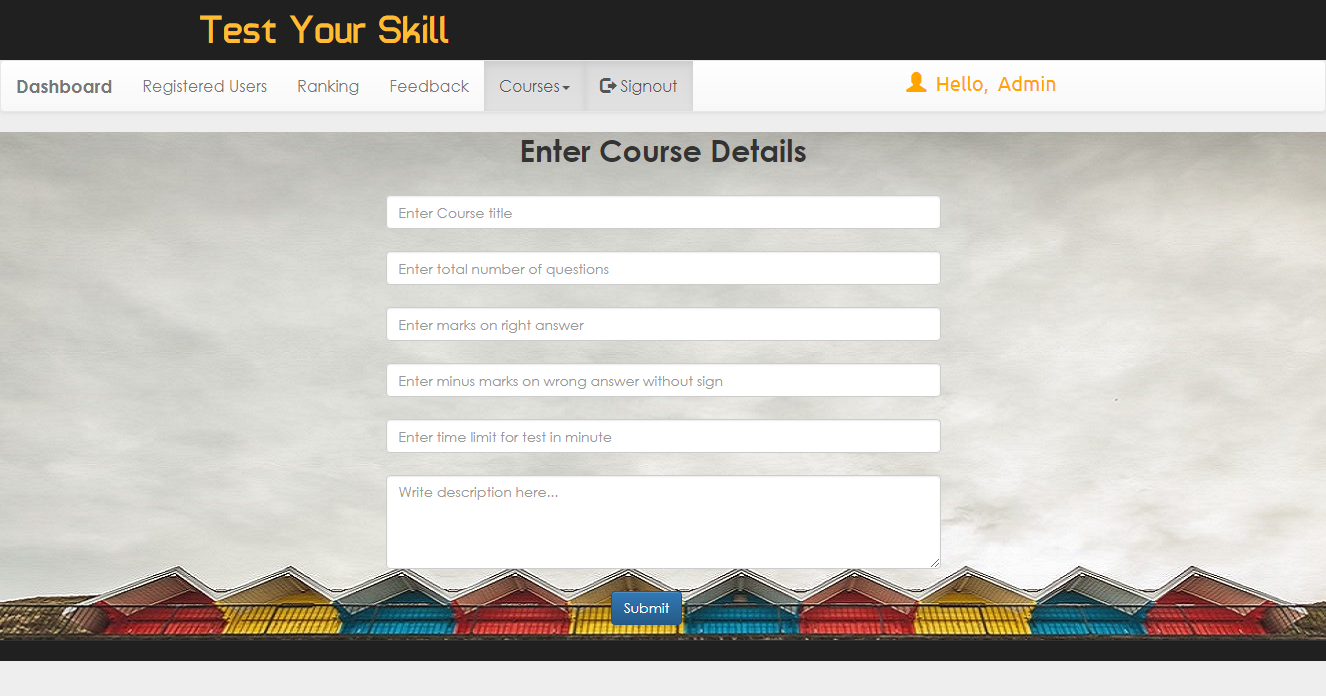 Test Your Skill
Dashboard Registered Users Ranking Feedback Courses Signout Hello, Admin
Enter Course Details
Enter Course title
Enter total number of questions
Enter marks on right answer
Enter minus marks on wrong answer without sign
Enter time limit for test in minute
Write description here...
Submit